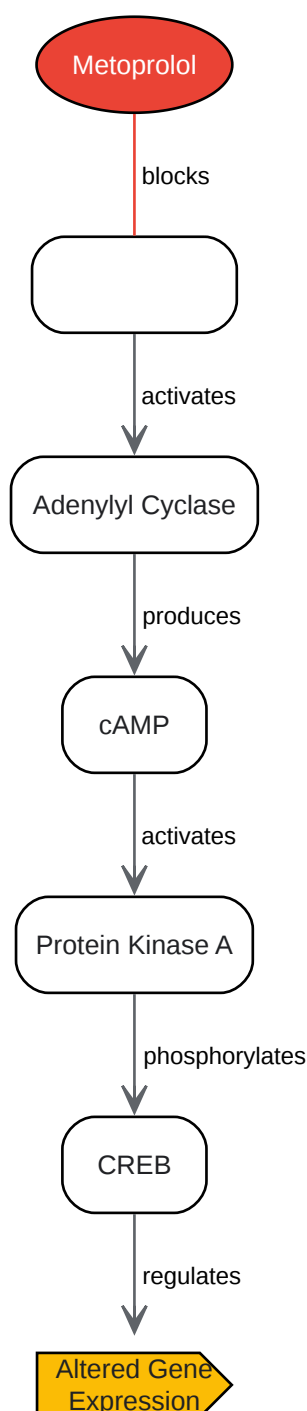 Metoprolol
blocks
activates
Adenylyl Cyclase
produces
cAMP
activates
Protein Kinase A
phosphorylates
CREB
regulates
Altered Gene
Expression